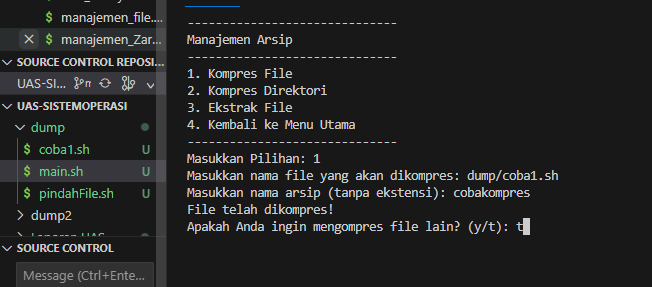 $ manajemen_file.
$ manajemen_Zar
SOURCE CONTROL REPOSI...
UAS-SI...
UAS-SISTEMOPERASI
dump
$ coba1.sh U
$ main.sh U
$ pindahFile.sh U
dump2
SOURCE CONTROL
Message (Ctrl+Ente...
------------------------------
Manajemen Arsip
------------------------------
1. Kompres File
2. Kompres Direktori
3. Ekstrak File
4. Kembali ke Menu Utama
------------------------------
Masukkan Pilihan: 1
Masukkan nama file yang akan dikompres: dump/coba1.sh
Masukkan nama arsip (tanpa ekstensi): cobakompres
File telah dikompres!
Apakah Anda ingin mengompres file lain? (y/t): t